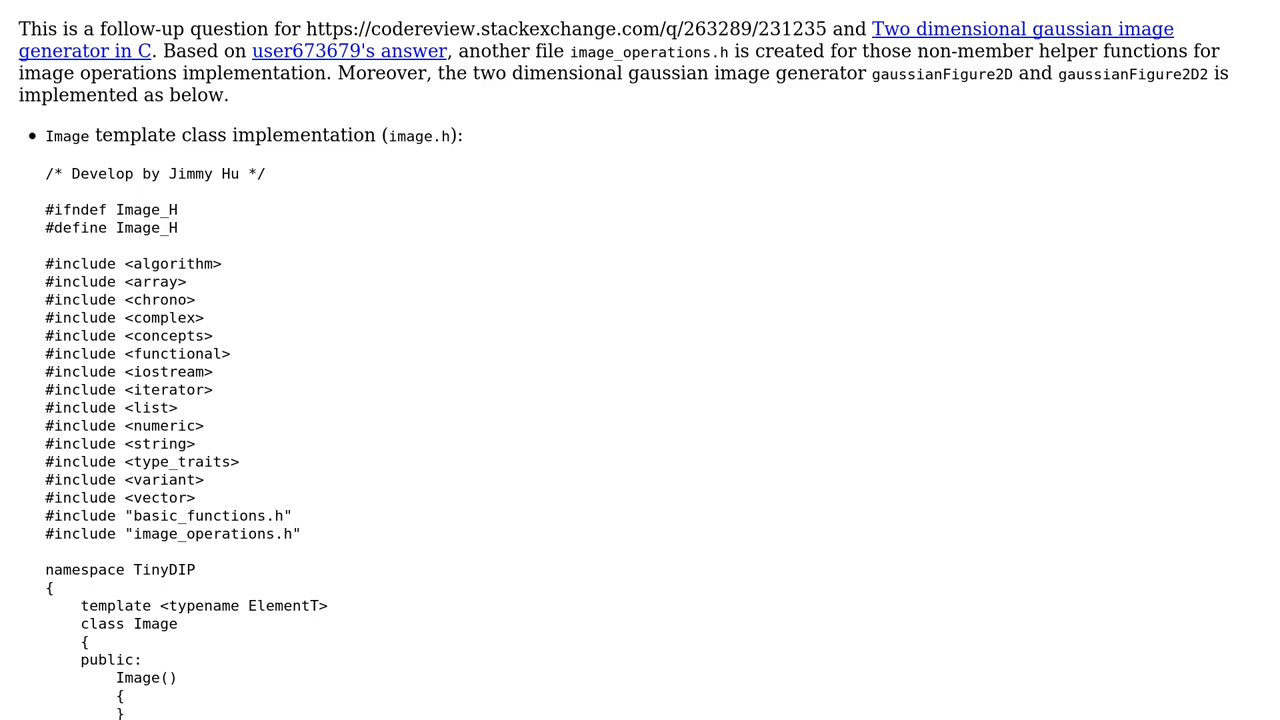 This is a follow-up question for https://codereview.stackexchange.com/q/263289/231235 and Two dimensional gaussian image
generator in C. Based on user673679's answer, another file image_operations.h is created for those non-member helper functions for
image operations implementation. Moreover, the two dimensional gaussian image generator gaussianFigure2D and gaussianFigure2D2 is
implemented as below.
• Image template class implementation (image.h):
/* Develop by Jimmy Hu */
#ifndef Image_H
#define Image_H
#include <algorithm>
#include <array>
#include <chrono>
#include <complex>
#include <concepts>
#include <functional>
#include <iostream>
#include <iterator>
#include <list>
#include <numeric>
#include <string>
#include <type_traits>
#include <variant>
#include <vector>
#include "basic_functions.h"
#include "image_operations.h"
namespace TinyDIP
{
    template <typename ElementT>
    class Image
    {
    public:
        Image()
        {
        }